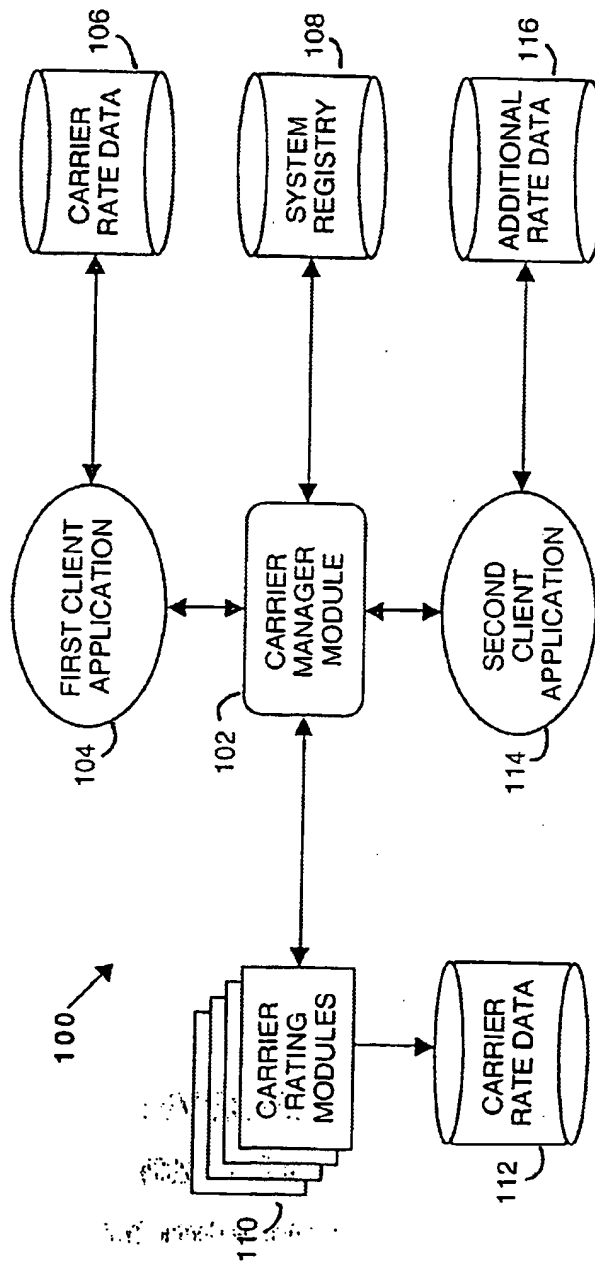 100
FIRST CLIENT
APPLICATION
104
CARRIER
RATE DATA
106
CARRIER
RATING
MODULES
110
CARRIER
MANAGER
MODULE
102
SYSTEM
REGISTRY
108
CARRIER
RATE DATA
112
SECOND
CLIENT
APPLICATION
114
ADDITIONAL
RATE DATA
116